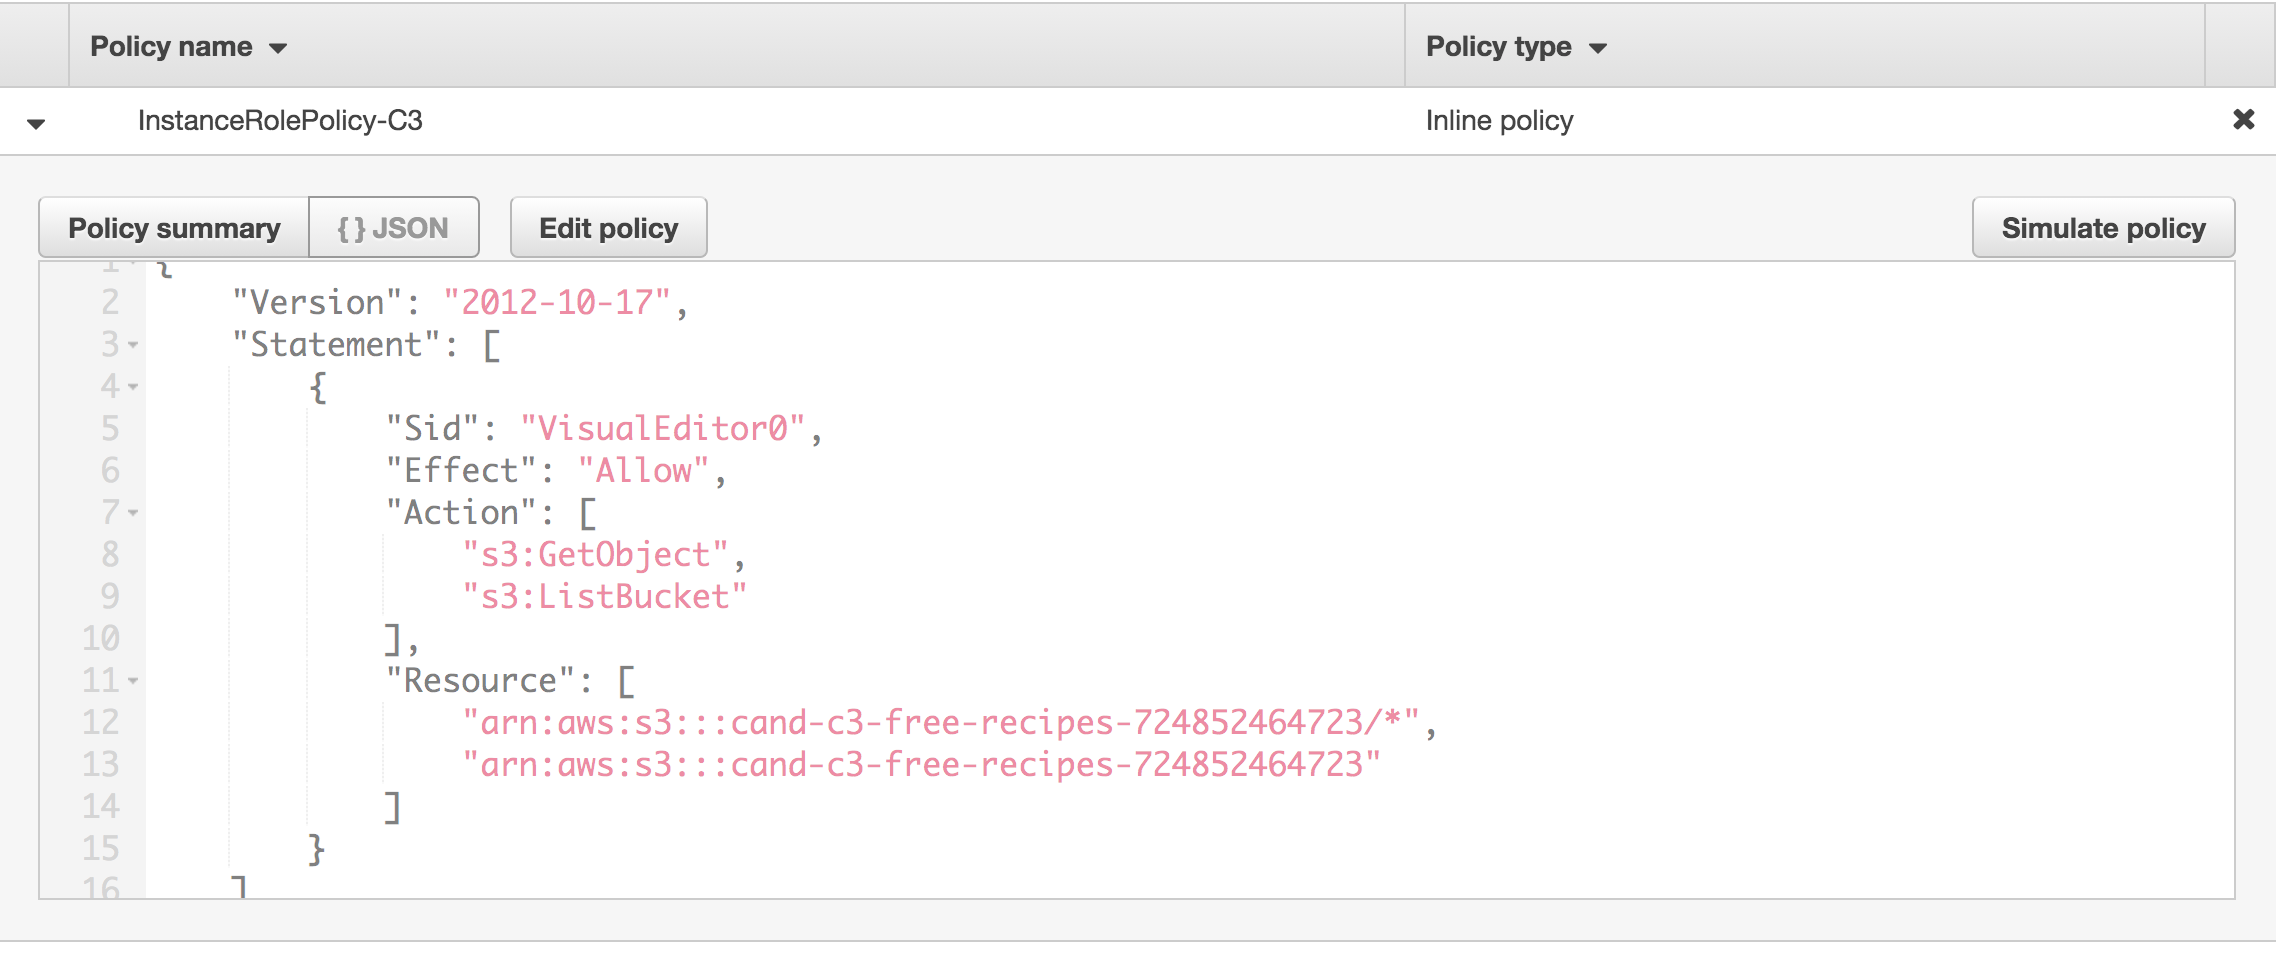 Policy name Policy type
InstanceRolePolicy-C3 Inline policy
Policy summary { } JSON Edit policy Simulate policy
1 {
2 "Version": "2012-10-17",
3 "Statement": [
4 {
5 "Sid": "VisualEditor0",
6 "Effect": "Allow",
7 "Action": [
8 "s3:GetObject",
9 "s3:ListBucket"
10 ],
11 "Resource": [
12 "arn:aws:s3:::cand-c3-free-recipes-724852464723/*",
13 "arn:aws:s3:::cand-c3-free-recipes-724852464723"
14 ]
15 }
16 ]